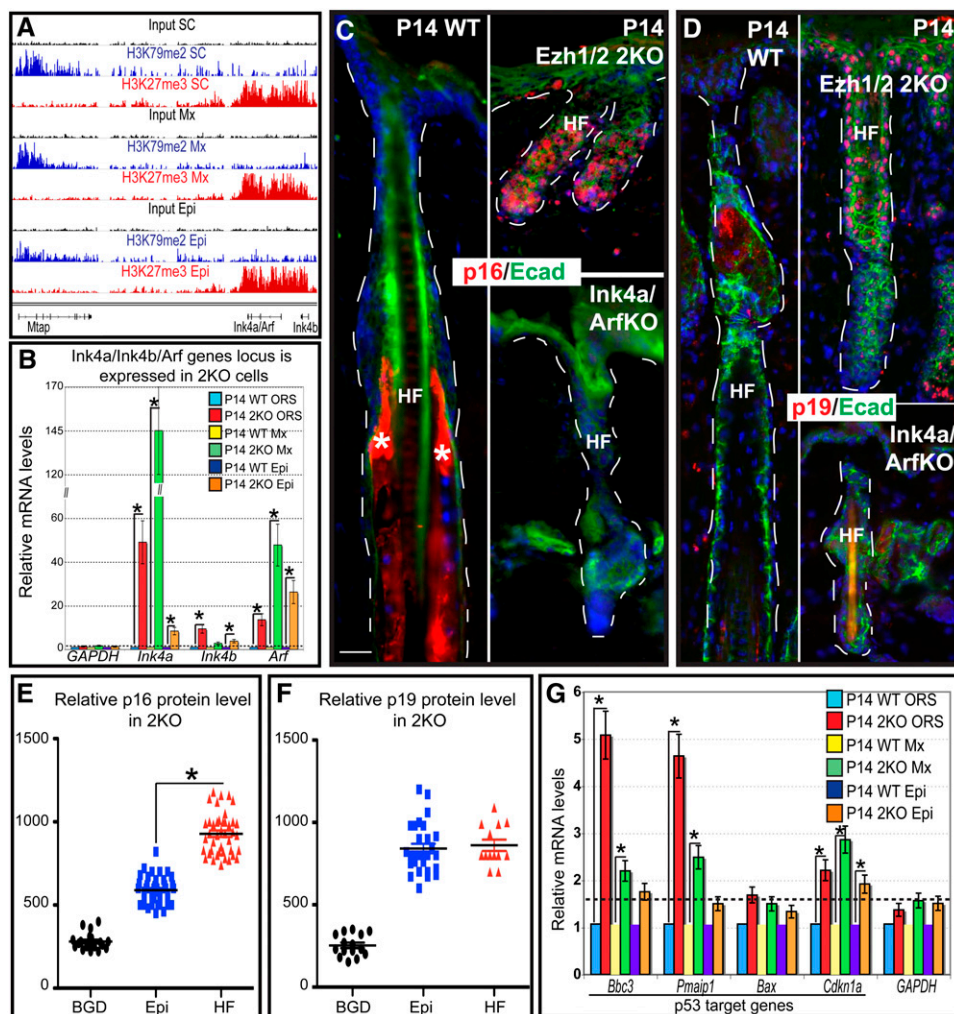 A
Input SC
H3K79me2 SC
H3K27me3 SC
Input Mx
H3K79me2 Mx
H3K27me3 Mx
Input Epi
H3K79me2 Epi
H3K27me3 Epi
Mtap
Ink4a/Arf
Ink4b
B
Ink4a/Ink4b/Arf genes locus is
expressed in 2KO cells
Relative mRNA levels
170
145
120
60
40
20
2
0
P14 WT ORS
P14 2KO ORS
P14 WT Mx
P14 2KO Mx
P14 WT Epi
P14 2KO Epi
* * * * * * *
GAPDH Ink4a Ink4b Arf
C
P14 WT
P14
Ezh1/2 2KO
HF
p16/Ecad
Ink4a/
ArfKO
HF
* *
HF
D
P14
WT
P14
Ezh1/2 2KO
HF
p19/Ecad
Ink4a/
ArfKO
HF
HF
E
Relative p16 protein level
in 2KO
1500
1000
500
0
*
BGD Epi HF
F
Relative p19 protein level
in 2KO
1500
1000
500
0
BGD Epi HF
G
Relative mRNA levels
6
5
4
3
2
1
0
P14 WT ORS
P14 2KO ORS
P14 WT Mx
P14 2KO Mx
P14 WT Epi
P14 2KO Epi
* * * * * * *
Bbc3 Pmaip1 Bax Cdkn1a GAPDH
p53 target genes